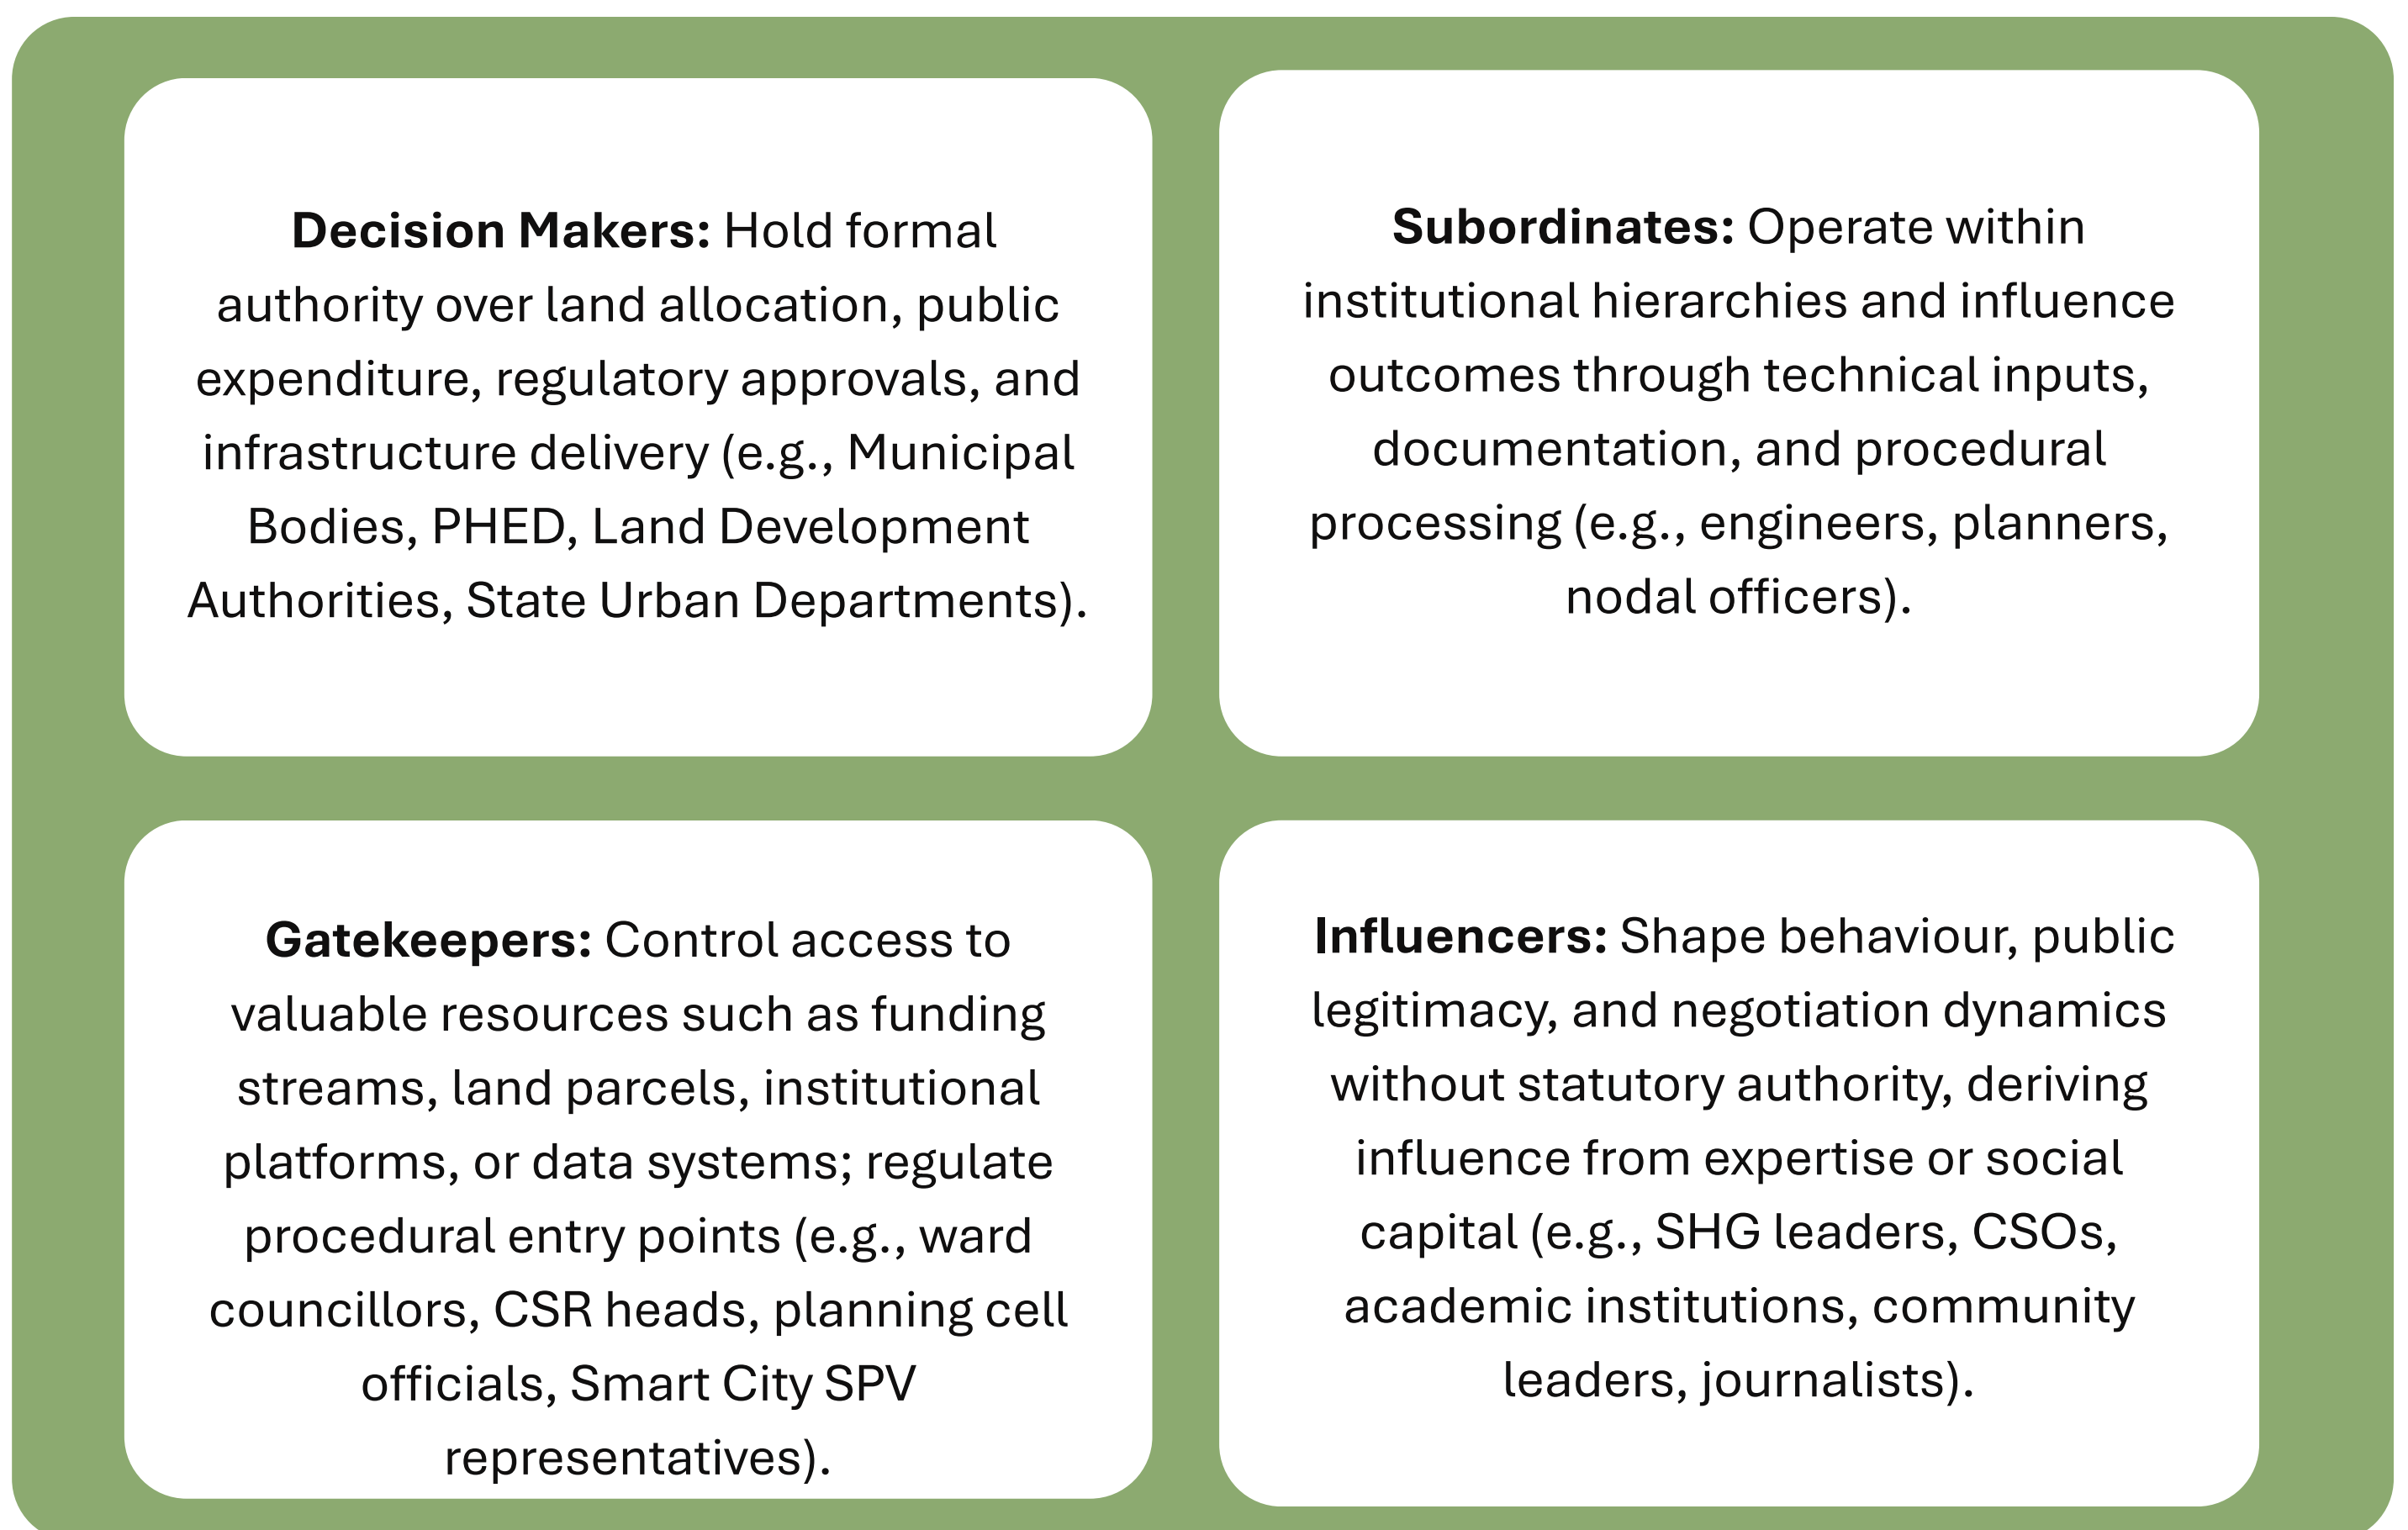 Decision Makers: Hold formal
authority over land allocation, public
expenditure, regulatory approvals, and
infrastructure delivery (e.g., Municipal
Bodies, PHED, Land Development
Authorities, State Urban Departments).
Subordinates: Operate within
institutional hierarchies and influence
outcomes through technical inputs,
documentation, and procedural
processing (e.g., engineers, planners,
nodal officers).
Gatekeepers: Control access to
valuable resources such as funding
streams, land parcels, institutional
platforms, or data systems; regulate
procedural entry points (e.g., ward
councillors, CSR heads, planning cell
officials, Smart City SPV
representatives).
Influencers: Shape behaviour, public
legitimacy, and negotiation dynamics
without statutory authority, deriving
influence from expertise or social
capital (e.g., SHG leaders, CSOs,
academic institutions, community
leaders, journalists).